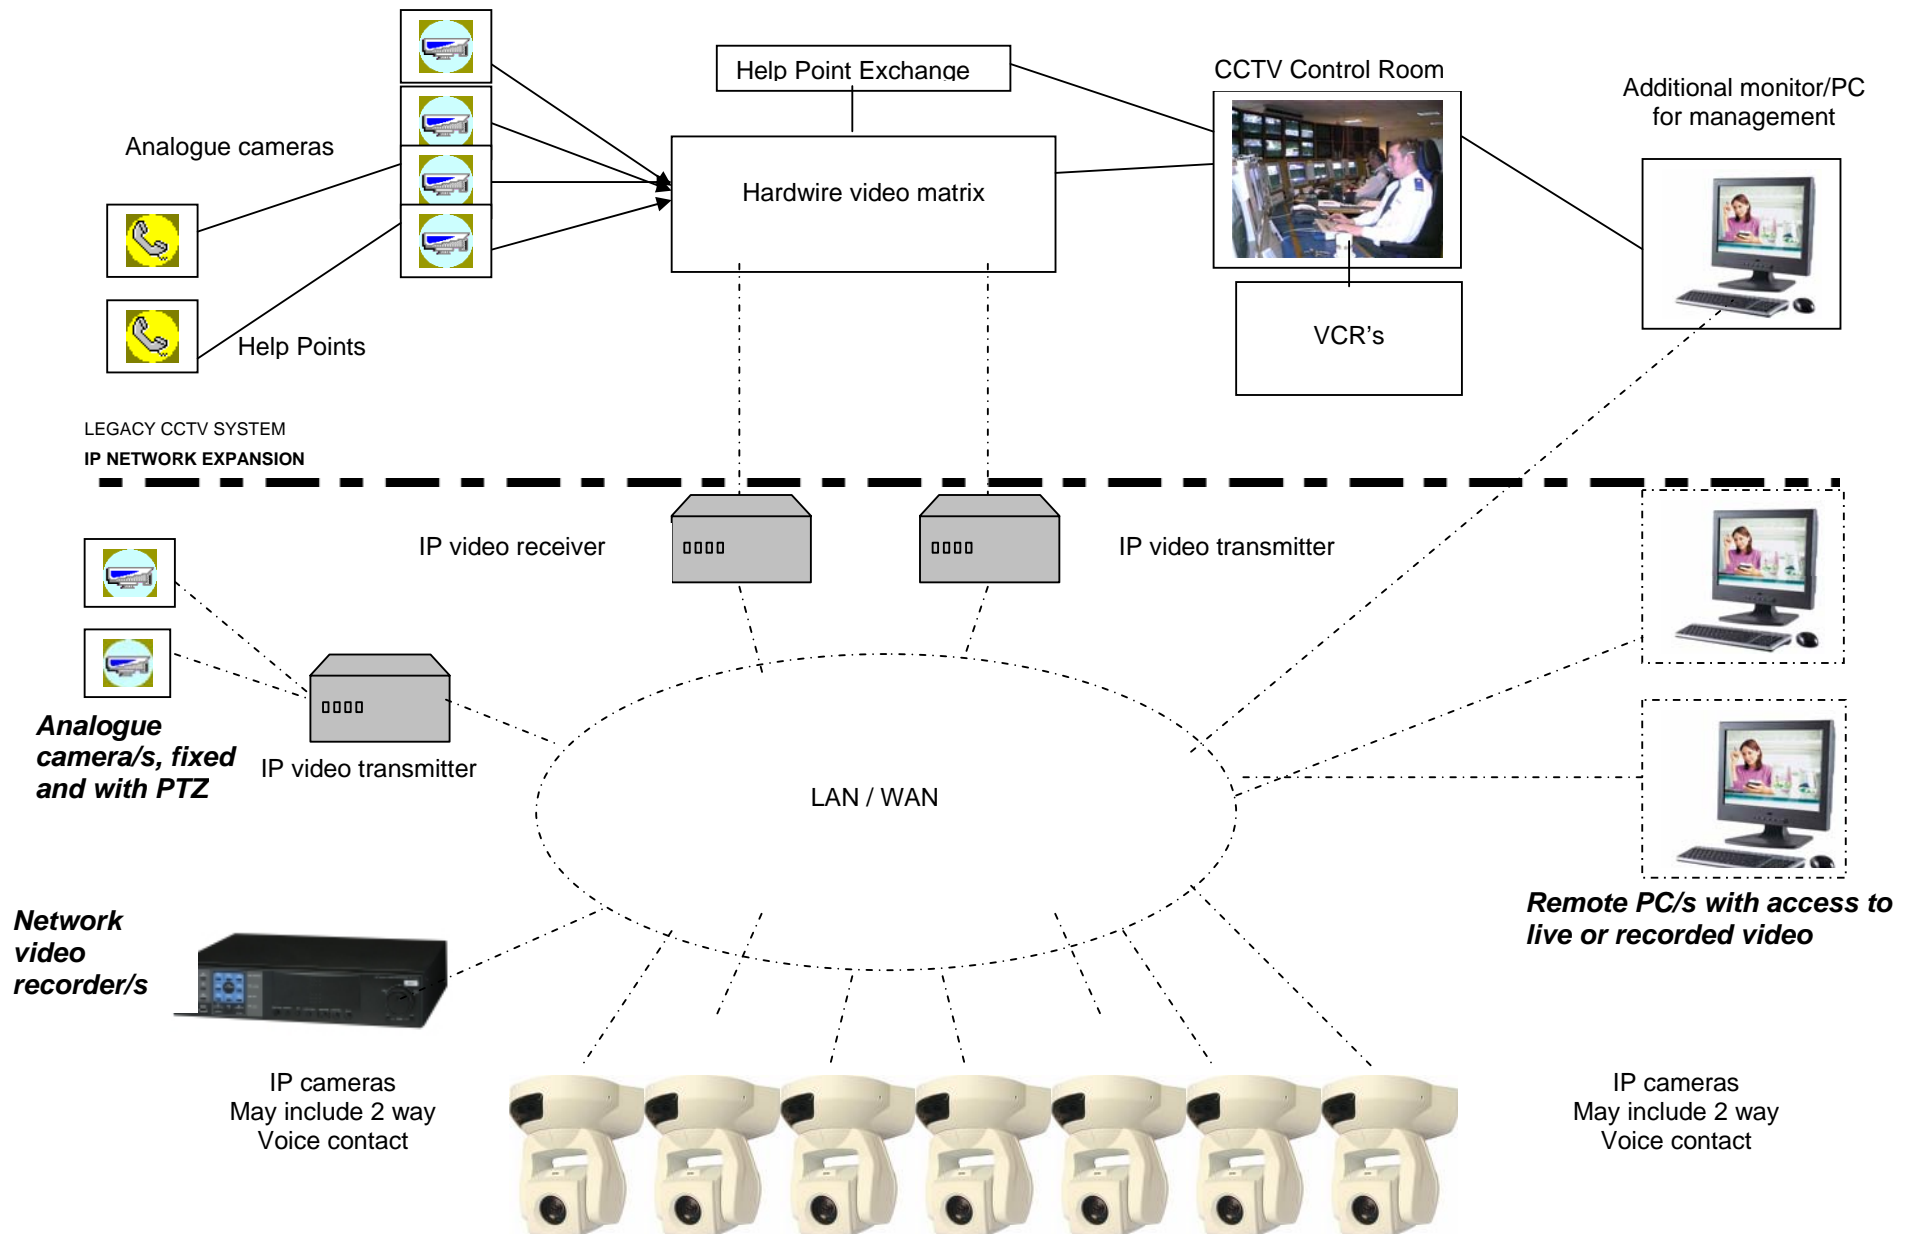 Help Point Exchange
CCTV Control Room
Additional monitor/PC
for management
Analogue cameras
Hardwire video matrix
Help Points
VCR's
LEGACY CCTV SYSTEM
IP NETWORK EXPANSION
IP video receiver
IP video transmitter
Analogue
camera/s, fixed
and with PTZ
IP video transmitter
LAN / WAN
Remote PC/s with access to
live or recorded video
Network
video
recorder/s
IP cameras
May include 2 way
Voice contact
IP cameras
May include 2 way
Voice contact